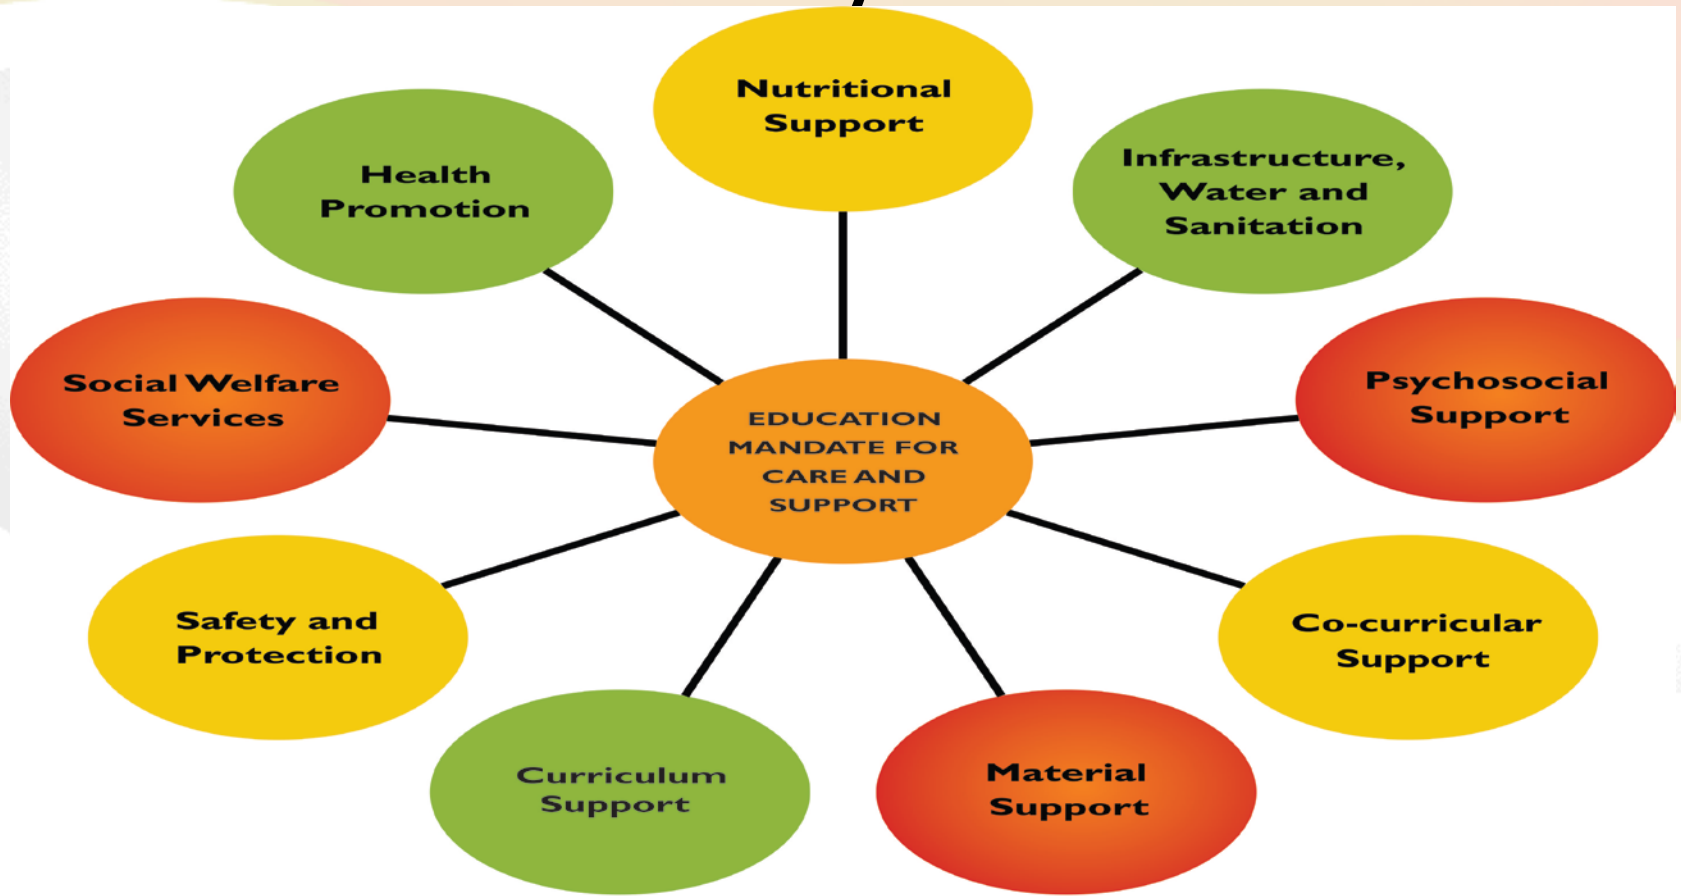 Nutritional
Support
Health
Promotion
Infrastructure,
Water and
Sanitation
Social Welfare
Services
Psychosocial
Support
EDUCATION
MANDATE FOR
CARE AND
SUPPORT
Safety and
Protection
Co-curricular
Support
Curriculum
Support
Material
Support